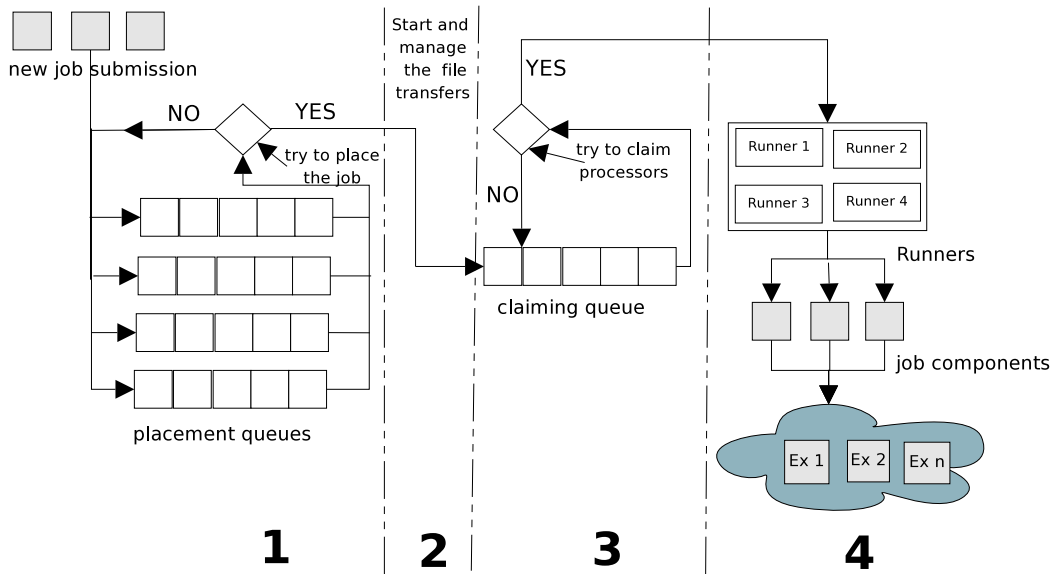 new job submission
NO
YES
try to place
the job
placement queues
1
Start and
manage
the file
transfers
2
YES
try to claim
processors
NO
claiming queue
3
Runner 1
Runner 2
Runner 3
Runner 4
Runners
job components
Ex 1
Ex 2
Ex n
4